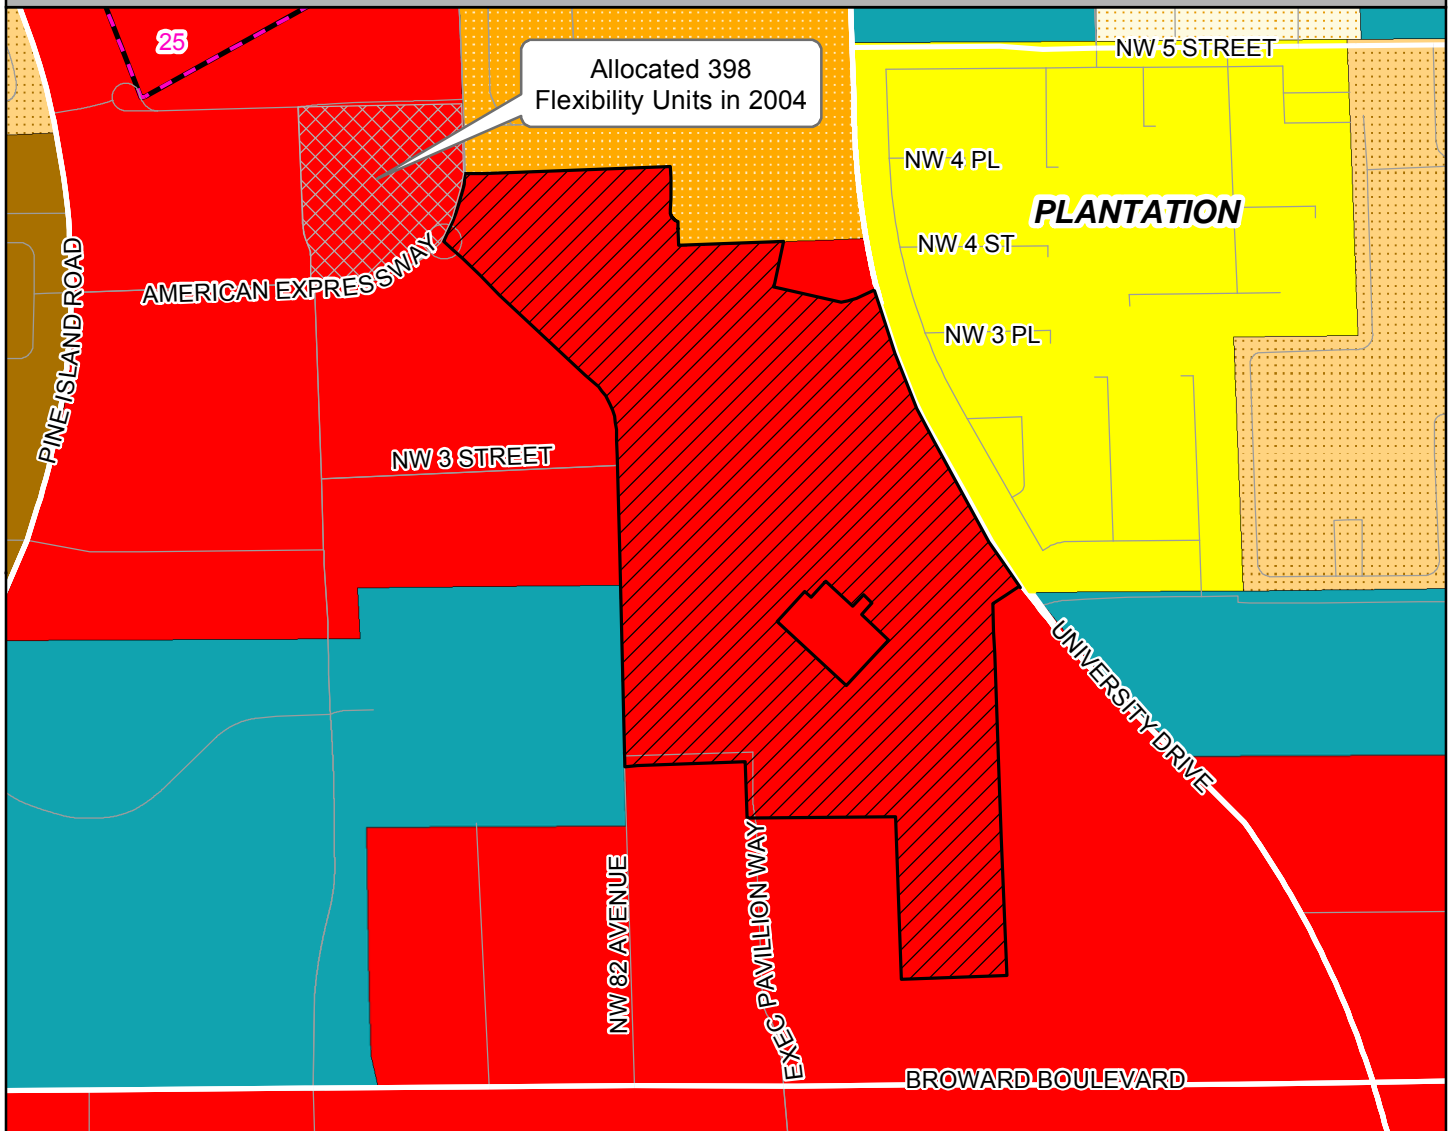 25
NW 5 STREET
Allocated 398
Flexibility Units in 2004
NW 4 PL
PLANTATION
NW 4 ST
AMERICAN EXPRESSWAY
PINE ISLAND ROAD
NW 3 PL
NW 3 STREET
UNIVERSITY DRIVE
NW 82 AVENUE
EXEC PAVILLION WAY
BROWARD BOULEVARD